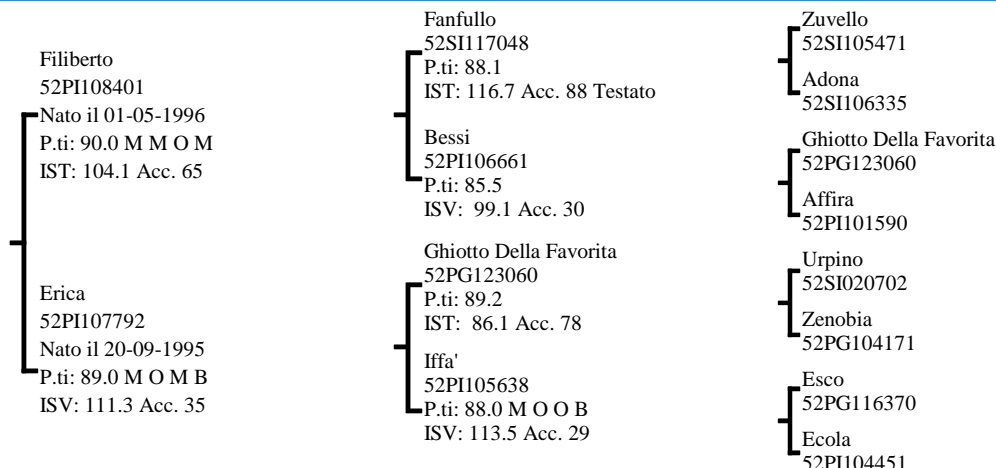 Filiberto
52PI108401
Nato il 01-05-1996
P.ti: 90.0 M M O M
IST: 104.1 Acc. 65
Erica
52PI107792
Nato il 20-09-1995
P.ti: 89.0 M O M B
ISV: 111.3 Acc. 35
Fanfullo
52SI117048
P.ti: 88.1
IST: 116.7 Acc. 88 Testato
Bessi
52PI106661
P.ti: 85.5
ISV:  99.1 Acc. 30
Ghiotto Della Favorita
52PG123060
P.ti: 89.2
IST:  86.1 Acc. 78
Iffa'
52PI105638
P.ti: 88.0 M O O B
ISV: 113.5 Acc. 29
Zuvello
52SI105471
Adona
52SI106335
Ghiotto Della Favorita
52PG123060
Affira
52PI101590
Urpino
52SI020702
Zenobia
52PG104171
Esco
52PG116370
Ecola
52PI104451